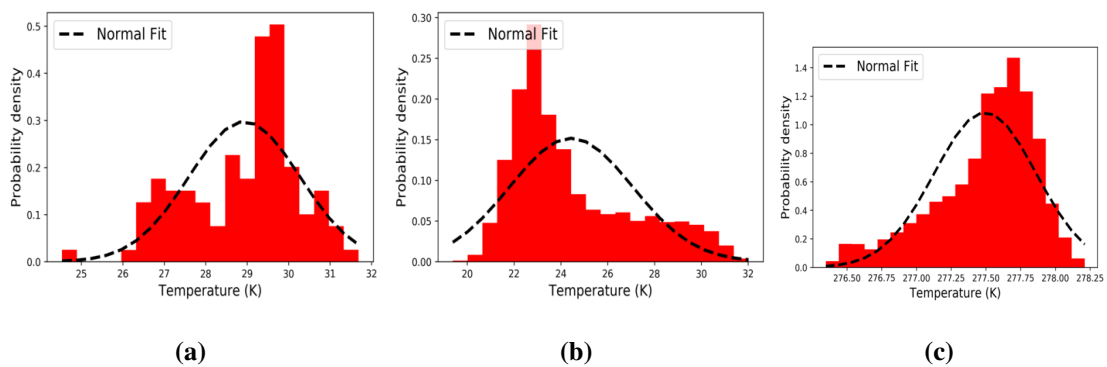 Normal Fit
Probability density
0.5
0.4
0.3
0.2
0.1
0.0
25 26 27 28 29 30 31 32
Temperature (K)
(a)
Normal Fit
Probability density
0.30
0.25
0.20
0.15
0.10
0.05
0.00
20 22 24 26 28 30 32
Temperature (K)
(b)
Normal Fit
Probability density
1.4
1.2
1.0
0.8
0.6
0.4
0.2
0.0
276.50 276.75 277.00 277.25 277.50 277.75 278.00 278.25
Temperature (K)
(c)